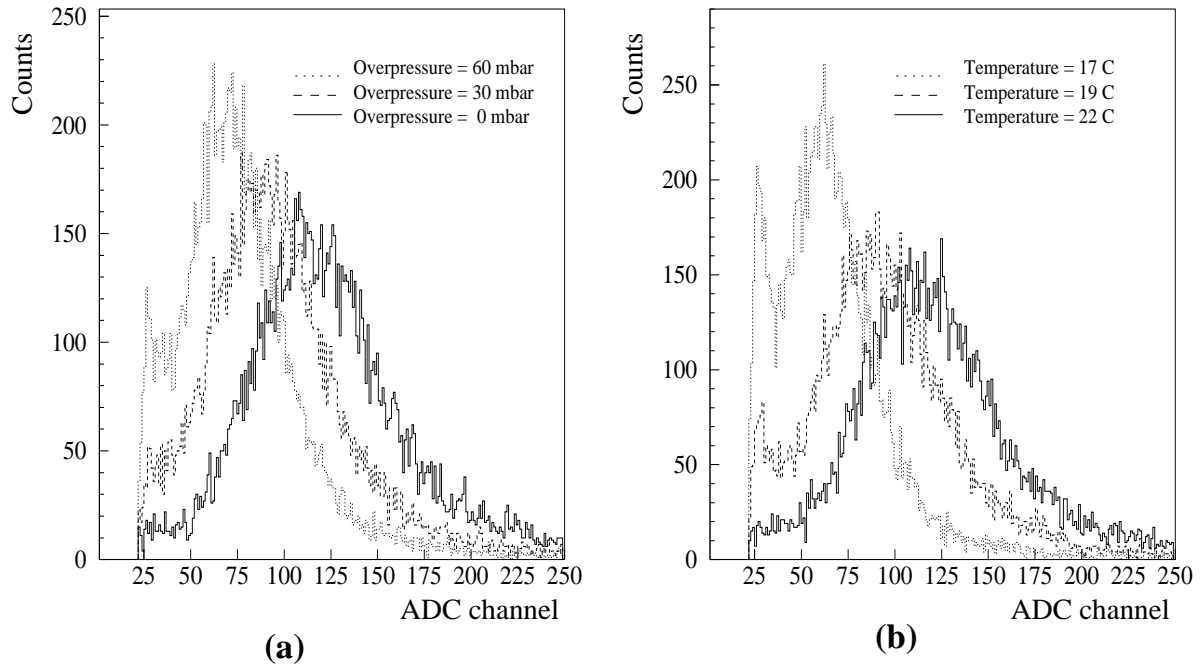 Counts
250
200
150
100
50
0
Overpressure = 60 mbar
Overpressure = 30 mbar
Overpressure = 0 mbar
25 50 75 100 125 150 175 200 225 250
ADC channel
(a)
Counts
250
200
150
100
50
0
Temperature = 17 C
Temperature = 19 C
Temperature = 22 C
25 50 75 100 125 150 175 200 225 250
ADC channel
(b)